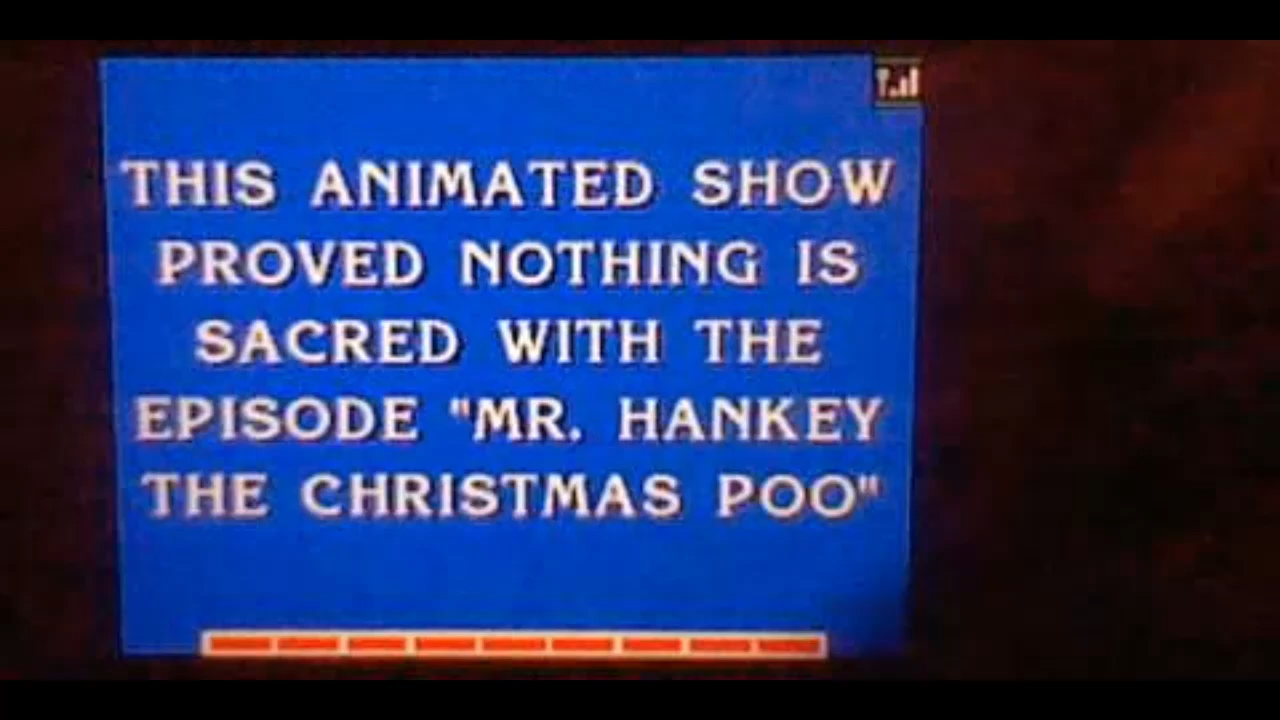 THIS ANIMATED SHOW
PROVED NOTHING IS
SACRED WITH THE
EPISODE "MR. HANKEY
THE CHRISTMAS POO"